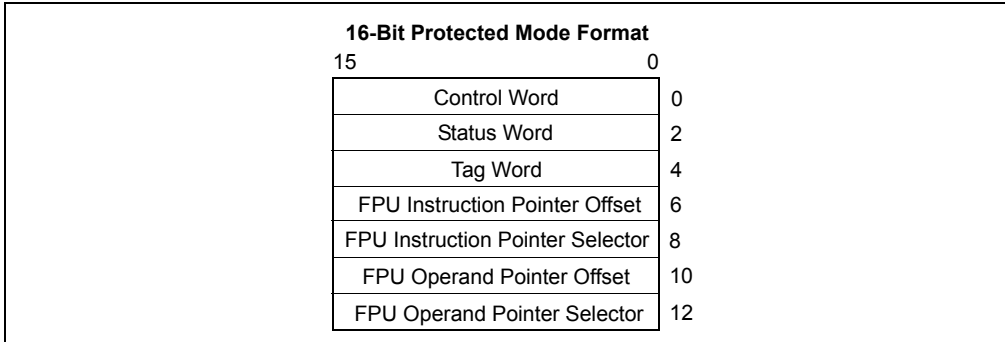 16-Bit Protected Mode Format
15 0
Control Word 0
Status Word 2
Tag Word 4
FPU Instruction Pointer Offset 6
FPU Instruction Pointer Selector 8
FPU Operand Pointer Offset 10
FPU Operand Pointer Selector 12